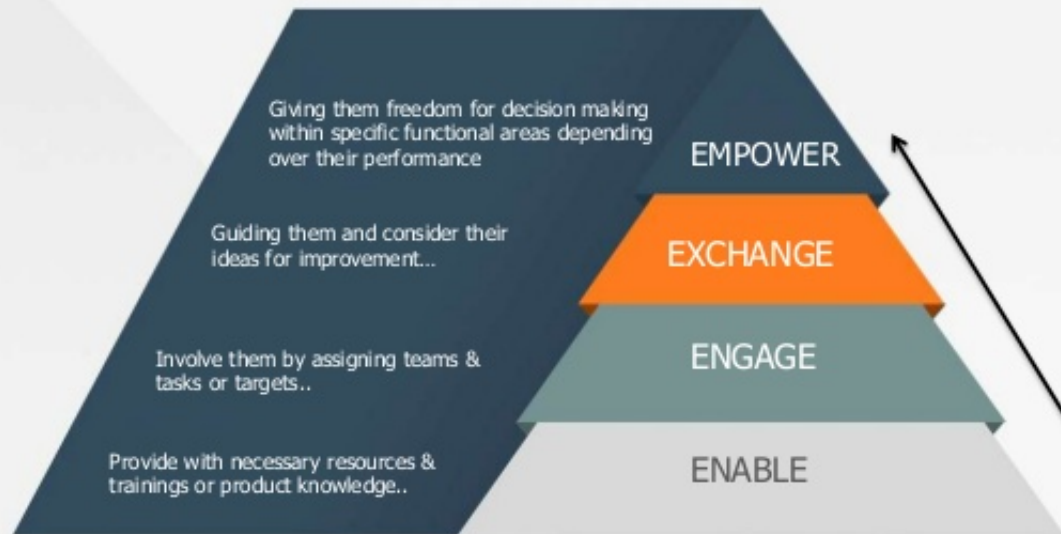 Giving them freedom for decision making
within specific functional areas depending
over their performance
EMPOWER
Guiding them and consider their
ideas for improvement...
EXCHANGE
Involve them by assigning teams &
tasks or targets..
ENGAGE
Provide with necessary resources &
trainings or product knowledge..
ENABLE